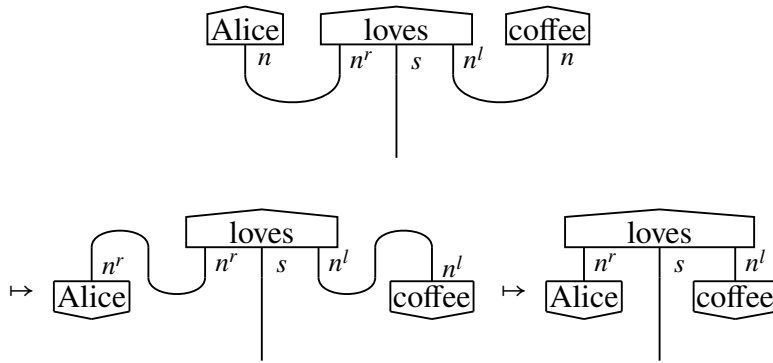 Alice loves coffee
n n^r s n^l n
loves
n^r n^r s n^l n^l
↦ Alice coffee
↦ loves
n^r s n^l
Alice coffee